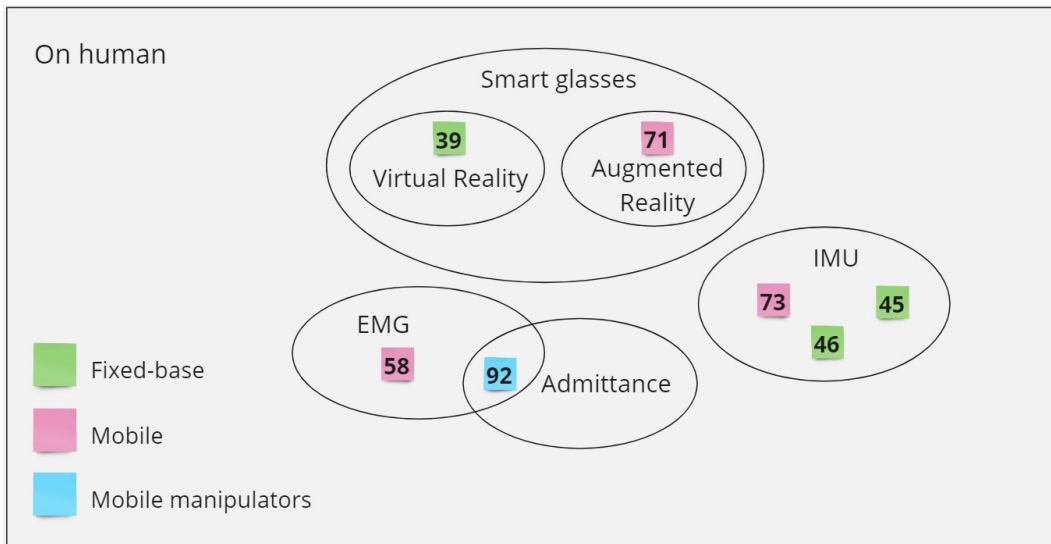 On human
Smart glasses
39
Virtual Reality
71
Augmented
Reality
IMU
73
45
46
EMG
58
92
Admittance
Fixed-base
Mobile
Mobile manipulators